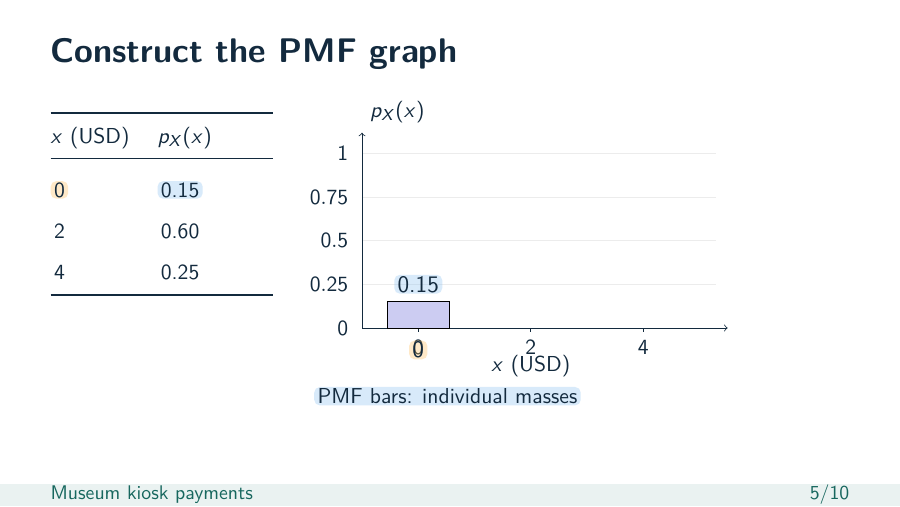 Construct the PMF graph
x (USD) pX(x)
0 0.15
2 0.60
4 0.25
pX(x)
1
0.75
0.5
0.25
0
0.15
0 2 4
x (USD)
PMF bars: individual masses
Museum kiosk payments 5/10